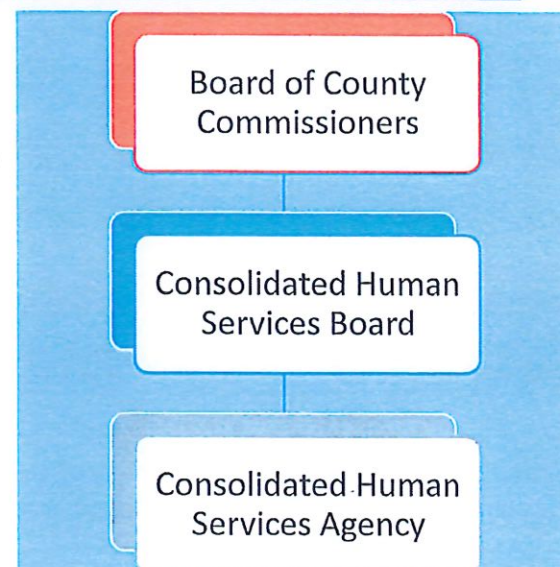 Board of County
Commissioners
Consolidated Human
Services Board
Consolidated Human
Services Agency